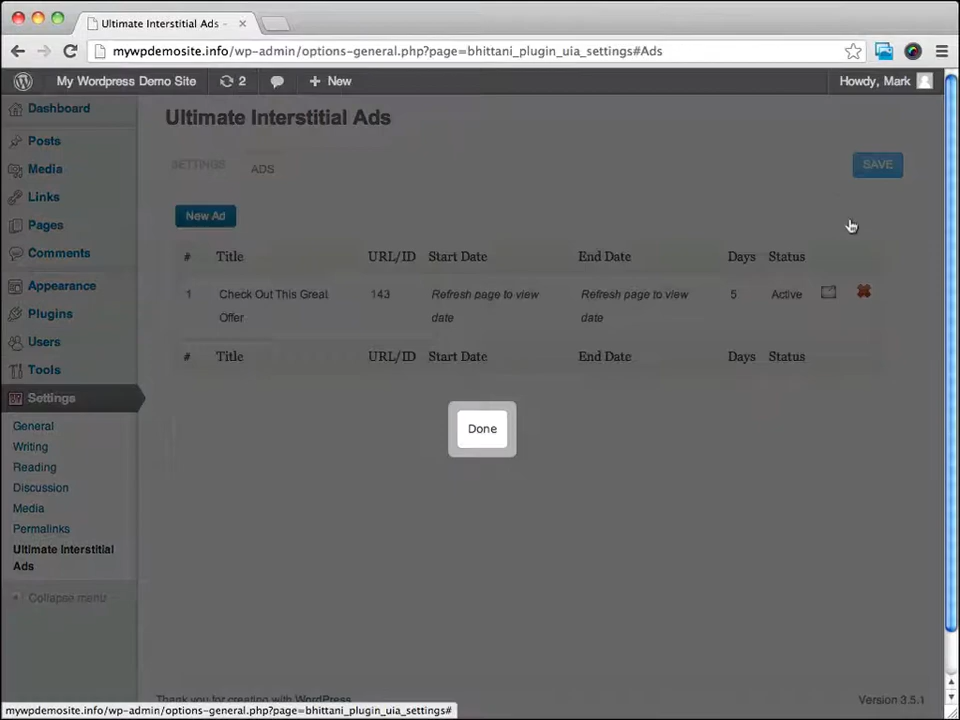 Ultimate Interstitial Ads -
mywpdemosite.info/wp-admin/options-general.php?page=bhittani_plugin_uia_settings#Ads
My Wordpress Demo Site 2 New Howdy, Mark
Dashboard
Posts
Media
Links
Pages
Comments
Appearance
Plugins
Users
Tools
Settings
General
Writing
Reading
Discussion
Media
Permalinks
Ultimate Interstitial
Ads
Collapse menu
Ultimate Interstitial Ads
SETTINGS ADS SAVE
New Ad
# Title URL/ID Start Date End Date Days Status
1 Check Out This Great 143 Refresh page to view Refresh page to view 5 Active
Offer date date
# Title URL/ID Start Date End Date Days Status
Done
Thank you for creating with WordPress. Version 3.5.1
mywpdemosite.info/wp-admin/options-general.php?page=bhittani_plugin_uia_settings#